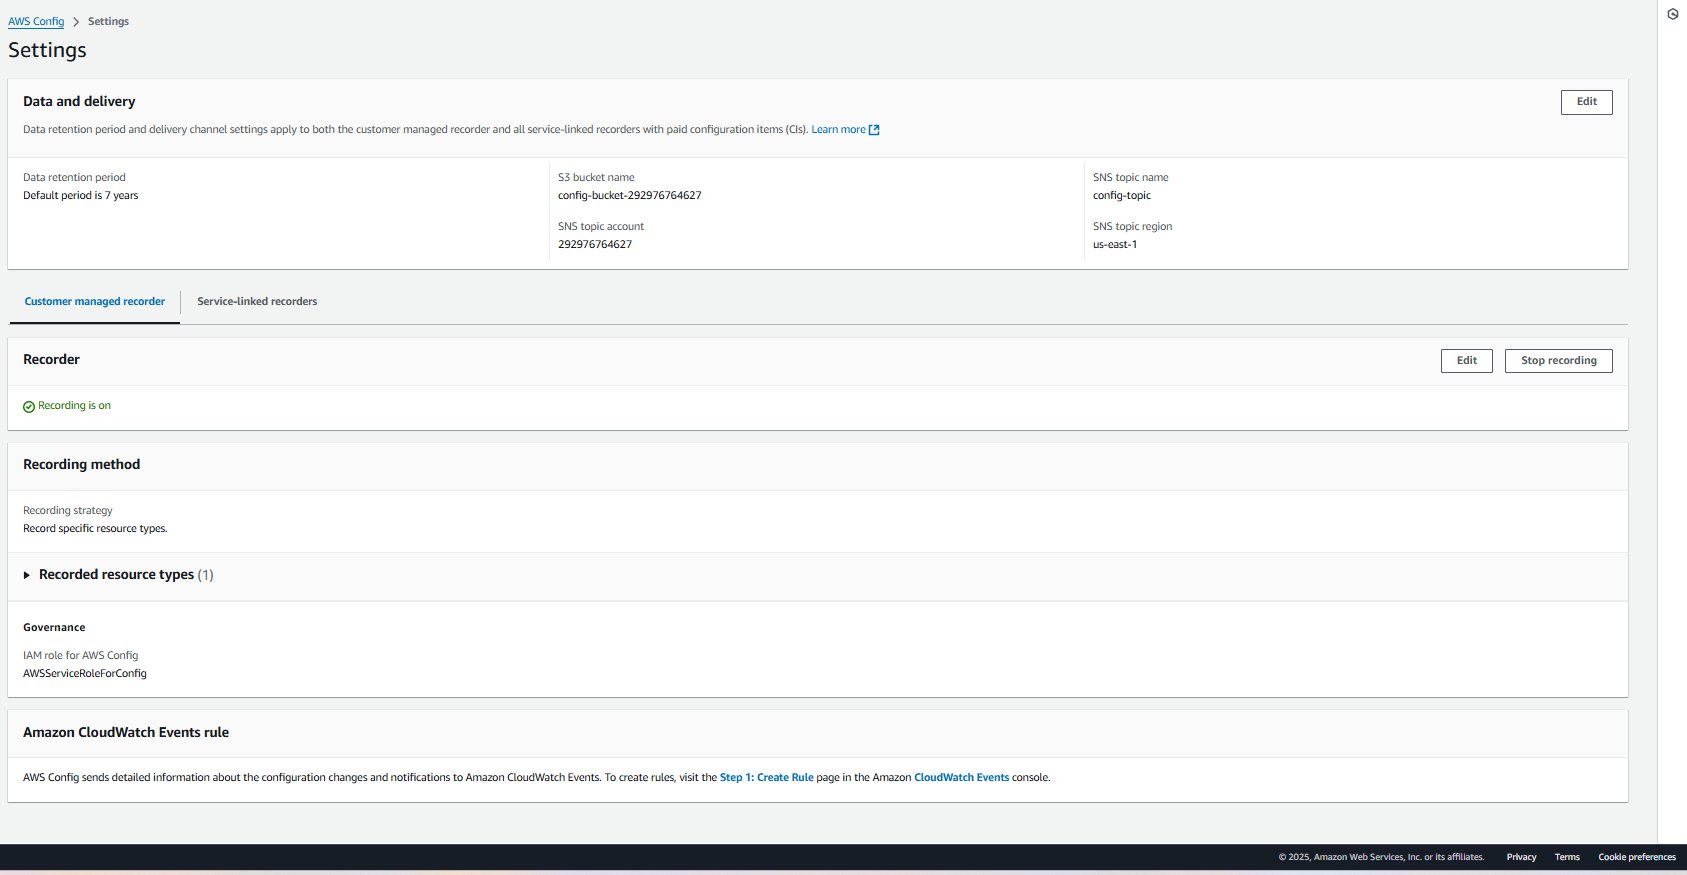 AWS Config > Settings
Settings
Data and delivery
Edit
Data retention period and delivery channel settings apply to both the customer managed recorder and all service-linked recorders with paid configuration items (CIs). Learn more
Data retention period
Default period is 7 years
S3 bucket name
config-bucket-292976764627
SNS topic account
292976764627
SNS topic name
config-topic
SNS topic region
us-east-1
Customer managed recorder
Service-linked recorders
Recorder
Edit
Stop recording
Recording is on
Recording method
Recording strategy
Record specific resource types.
Recorded resource types (1)
Governance
IAM role for AWS Config
AWSServiceRoleForConfig
Amazon CloudWatch Events rule
AWS Config sends detailed information about the configuration changes and notifications to Amazon CloudWatch Events. To create rules, visit the Step 1: Create Rule page in the Amazon CloudWatch Events console.
© 2025, Amazon Web Services, Inc. or its affiliates.
Privacy
Terms
Cookie preferences